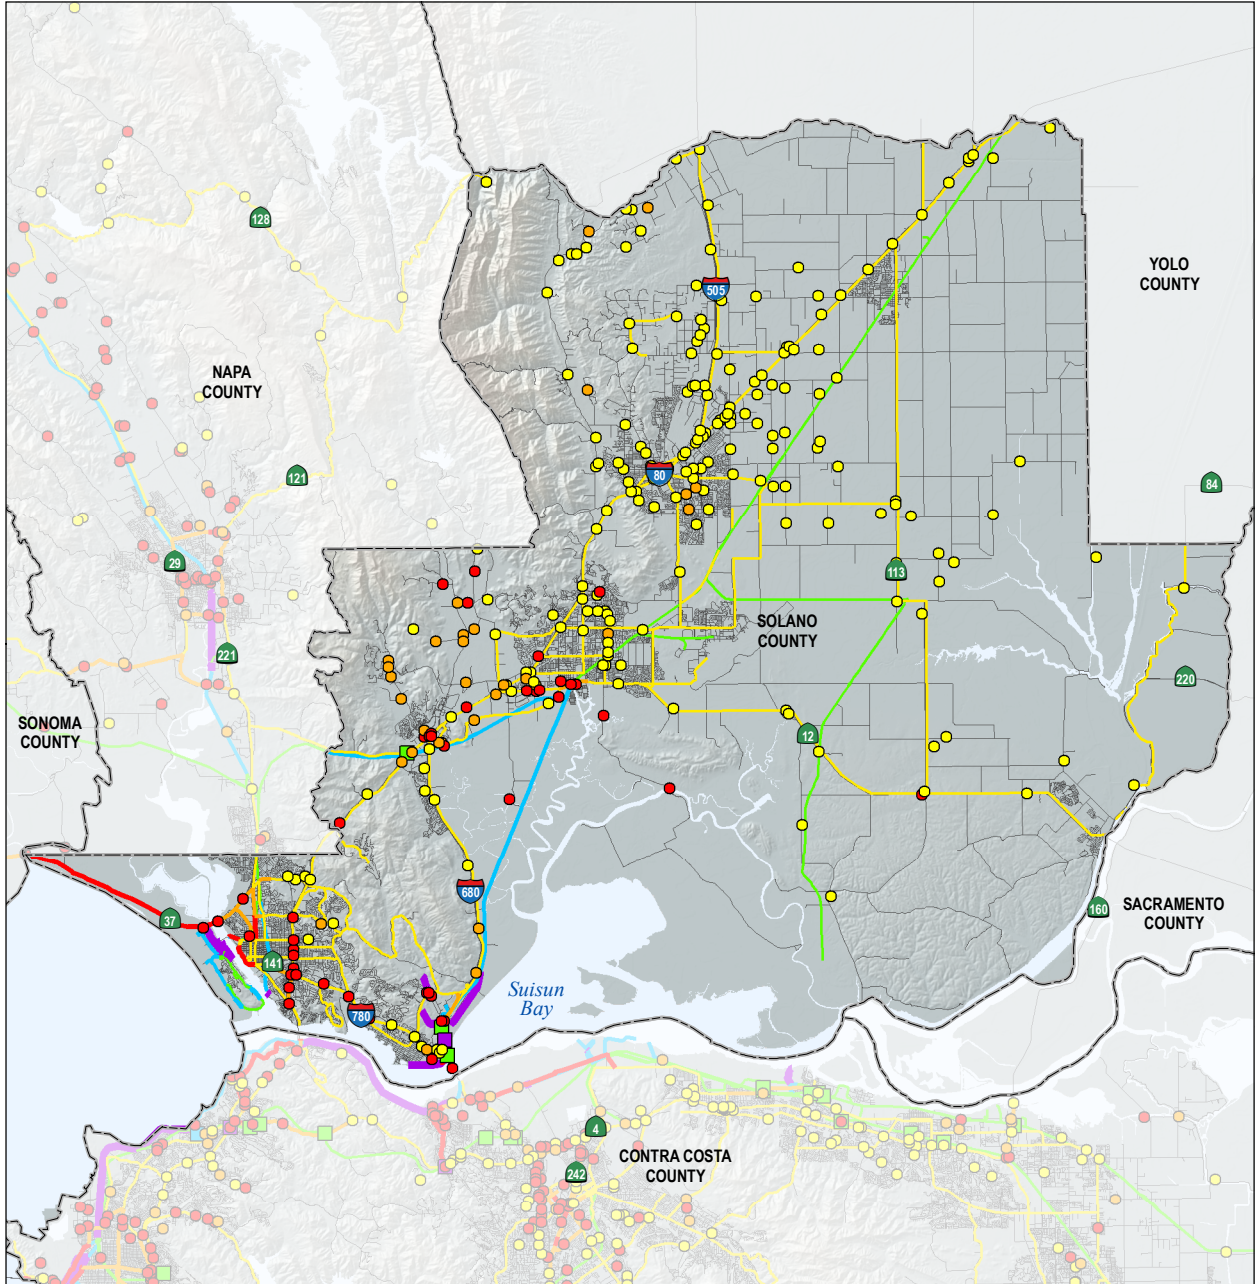 128
YOLO
COUNTY
505
NAPA
COUNTY
121
80
84
29
113
SOLANO
COUNTY
221
220
SONOMA
COUNTY
12
680
SACRAMENTO
COUNTY
160
37
141
Suisun
Bay
780
4
CONTRA COSTA
COUNTY
242